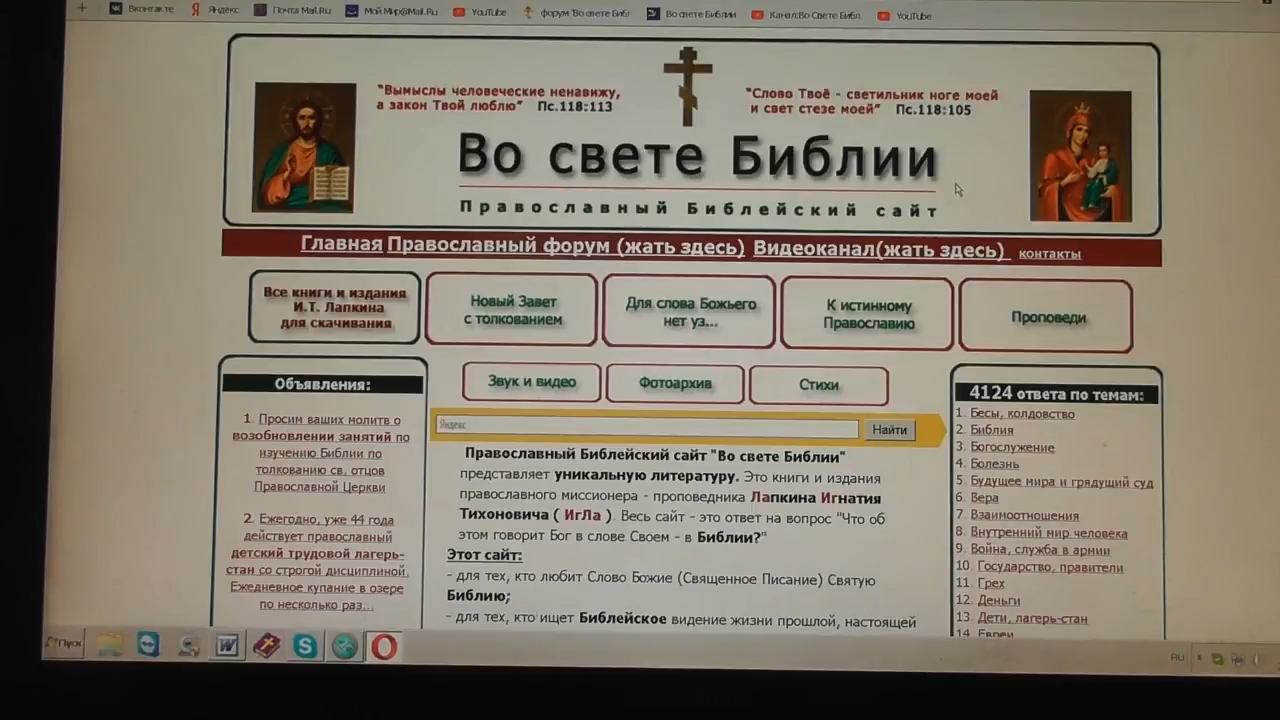 Вконтакте Яндекс Почта Mail.Ru Мой Мир@Mail.Ru YouTube форум "Во свете Библ Во свете Библии Канал:Во Свете Библ YouTube
"Вымыслы человеческие ненавижу,
а закон Твой люблю" Пс.118:113
"Слово Твоё - светильник ноге моей
и свет стезе моей" Пс.118:105
Во свете Библии
Православный Библейский сайт
Главная Православный форум (жать здесь) Видеоканал(жать здесь) контакты
Все книги и издания
И.Т. Лапкина
для скачивания
Новый Завет
с толкованием
Для слова Божьего
нет уз...
К истинному
Православию
Проповеди
Звук и видео
Фотоархив
Стихи
Объявления:
1. Просим ваших молитв о
возобновлении занятий по
изучению Библии по
толкованию св. отцов
Православной Церкви
2. Ежегодно, уже 44 года
действует православный
детский трудовой лагерь-
стан со строгой дисциплиной.
Ежедневное купание в озере
по несколько раз...
Яндекс
Найти
Православный Библейский сайт "Во свете Библии"
представляет уникальную литературу. Это книги и издания
православного миссионера - проповедника Лапкина Игнатия
Тихоновича ( ИгЛа ). Весь сайт - это ответ на вопрос "Что об
этом говорит Бог в слове Своем - в Библии?"
Этот сайт:
- для тех, кто любит Слово Божие (Священное Писание) Святую
Библию;
- для тех, кто ищет Библейское видение жизни прошлой, настоящей
4124 ответа по темам:
1. Бесы, колдовство
2. Библия
3. Богослужение
4. Болезнь
5. Будущее мира и грядущий суд
6. Вера
7. Взаимоотношения
8. Внутренний мир человека
9. Война, служба в армии
10. Государство, правители
11. Грех
12. Деньги
13. Дети, лагерь-стан
14. Евреи
Пуск
RU